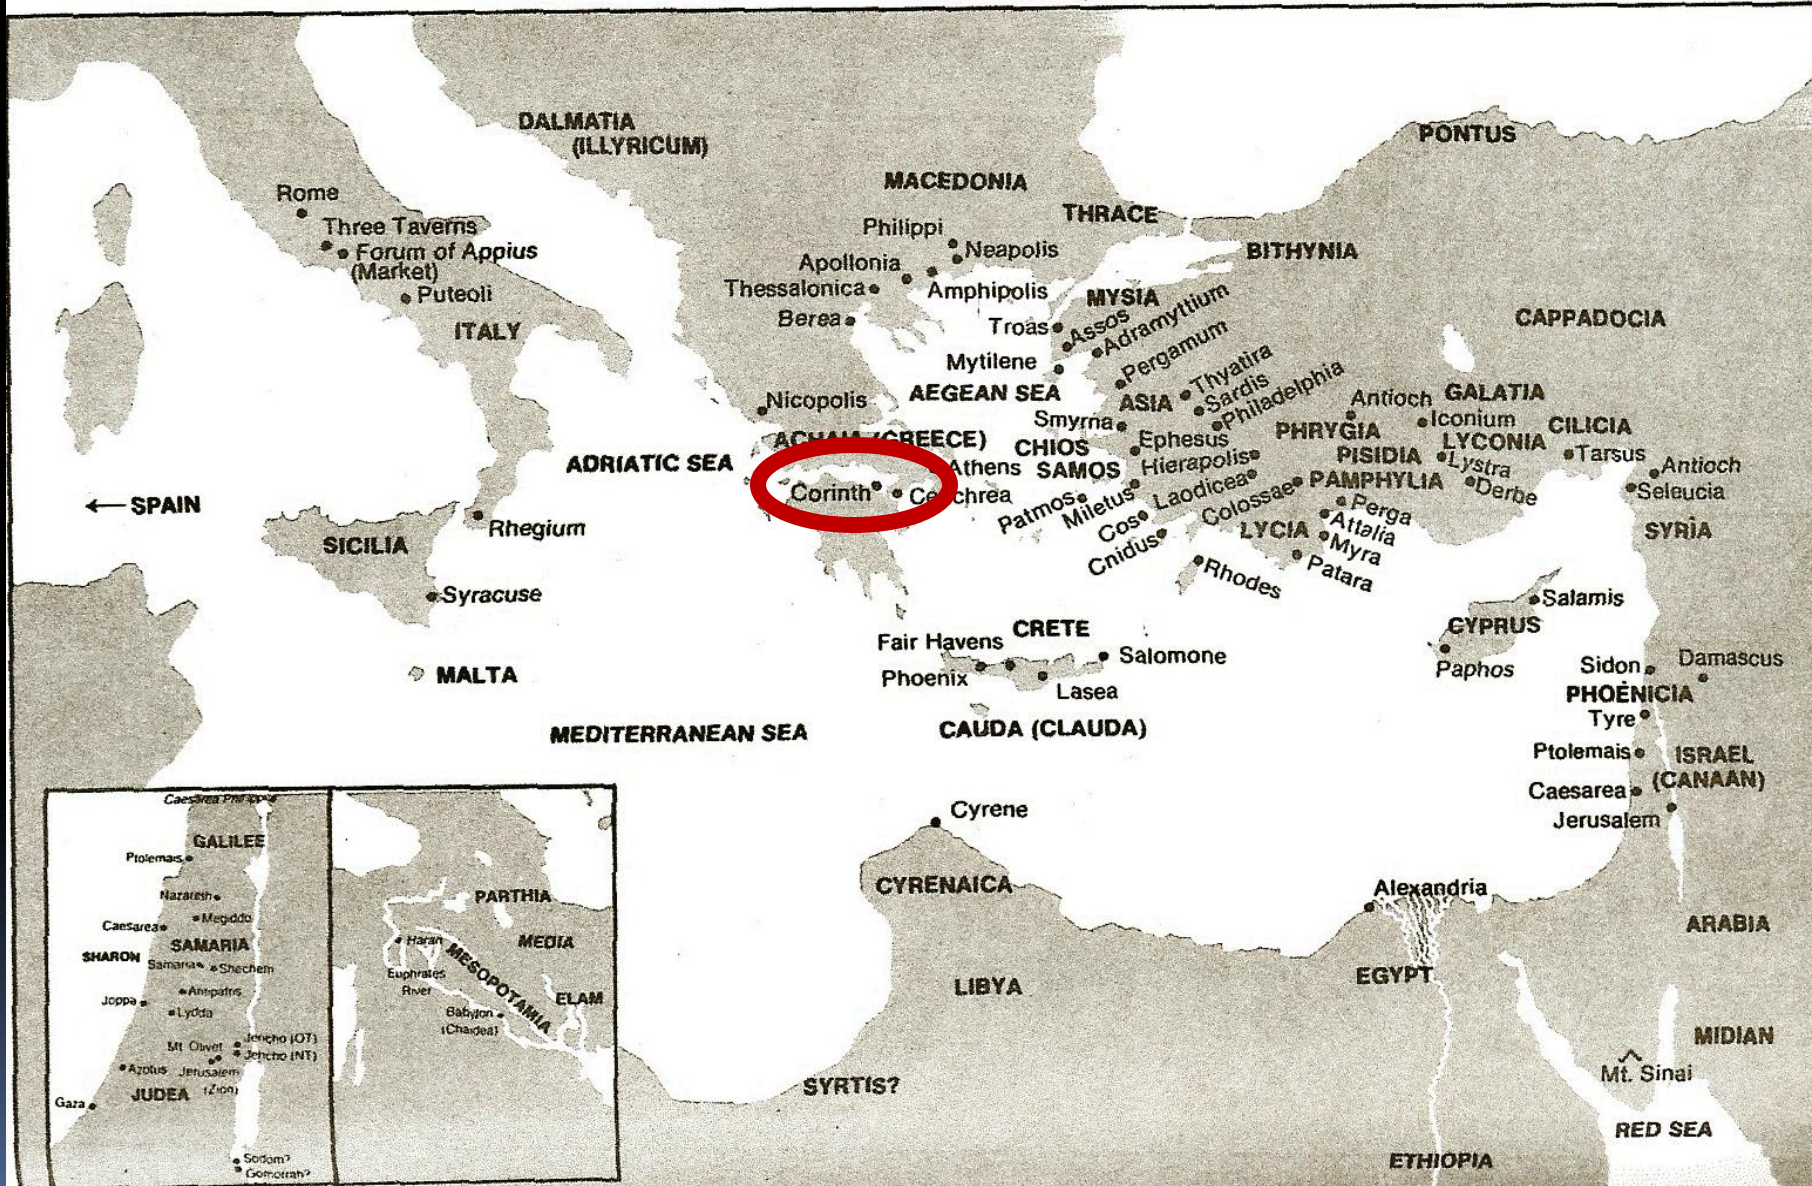 DALMATIA
(ILLYRICUM)
PONTUS
MACEDONIA
Rome
THRACE
Three Taverns
Philippi
Forum of Appius
(Market)
Neapolis
BITHYNIA
Apollonia
Thessalonica
Amphipolis
MYSIA
Puteoli
Berea
Troas
Assos
Adramyttium
CAPPADOCIA
ITALY
Mytilene
Pergamum
Thyatira
Nicopolis
AEGEAN SEA
ASIA
Sardis
Philadelphia
Antioch
GALATIA
Smyrna
Iconium
CILICIA
ACHAIA (GREECE)
CHIOS
Ephesus
PHRYGIA
LYCONIA
ADRIATIC SEA
Athens
SAMOS
Hierapolis
PISIDIA
Lystra
Tarsus
Antioch
Corinth
Patmos
Miletus
Laodicea
Colossae
PAMPHYLIA
Derbe
Seleucia
SPAIN
Rhegium
Cos
Perga
SICILIA
Cnidus
LYCIA
Attalia
SYRIA
Myra
Rhodes
Patara
Syracuse
Salamis
Fair Havens
CRETE
CYPRUS
Salomone
Paphos
Sidon
Damascus
MALTA
Phoenix
Lasea
PHOENICIA
Tyre
MEDITERRANEAN SEA
CAUDA (CLAUDA)
Ptolemais
ISRAEL
(CANAAN)
Caesarea
Jerusalem
Cyrene
CYRENAICA
Alexandria
ARABIA
LIBYA
EGYPT
MIDIAN
SYRTIS?
Mt. Sinai
RED SEA
ETHIOPIA
GALILEE
Ptolemais
Nazareth
Megiddo
Caesarea
SAMARIA
SHARON
Samaria
Shechem
Antipatris
Joppa
Lydda
Jericho (OT)
Mt Olivet
Jericho (NT)
Azotus
Jerusalem
(Zion)
JUDEA
Gaza
Sodom?
Gomorrah?
PARTHIA
Haran
MEDIA
MESOPOTAMIA
Euphrates
River
ELAM
Babylon
(Chaldea)